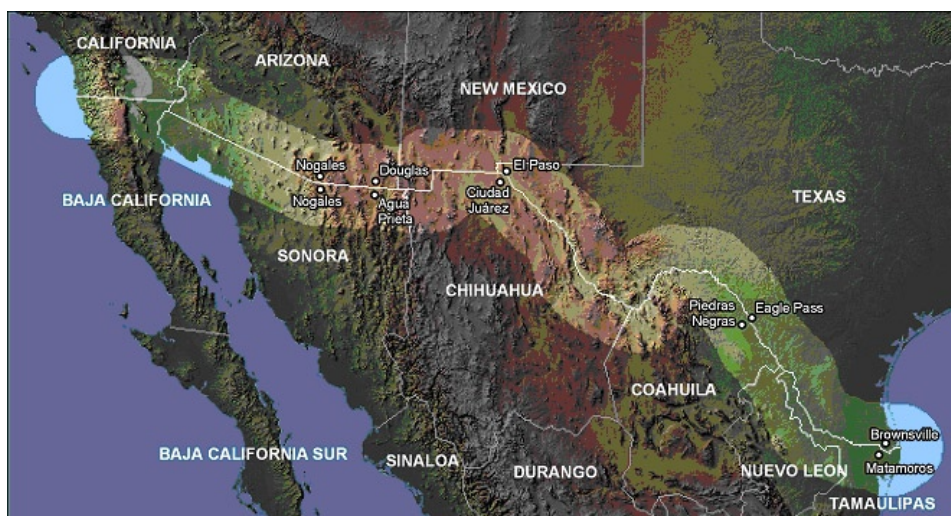 CALIFORNIA
ARIZONA
NEW MEXICO
Nogales
Douglas
El Paso
Nogales
Agua
Prieta
Ciudad
Juárez
TEXAS
BAJA CALIFORNIA
SONORA
CHIHUAHUA
Piedras
Negras
Eagle Pass
COAHUILA
BAJA CALIFORNIA SUR
SINALOA
DURANGO
NUEVO LEON
Brownsville
Matamoros
TAMAULIPAS